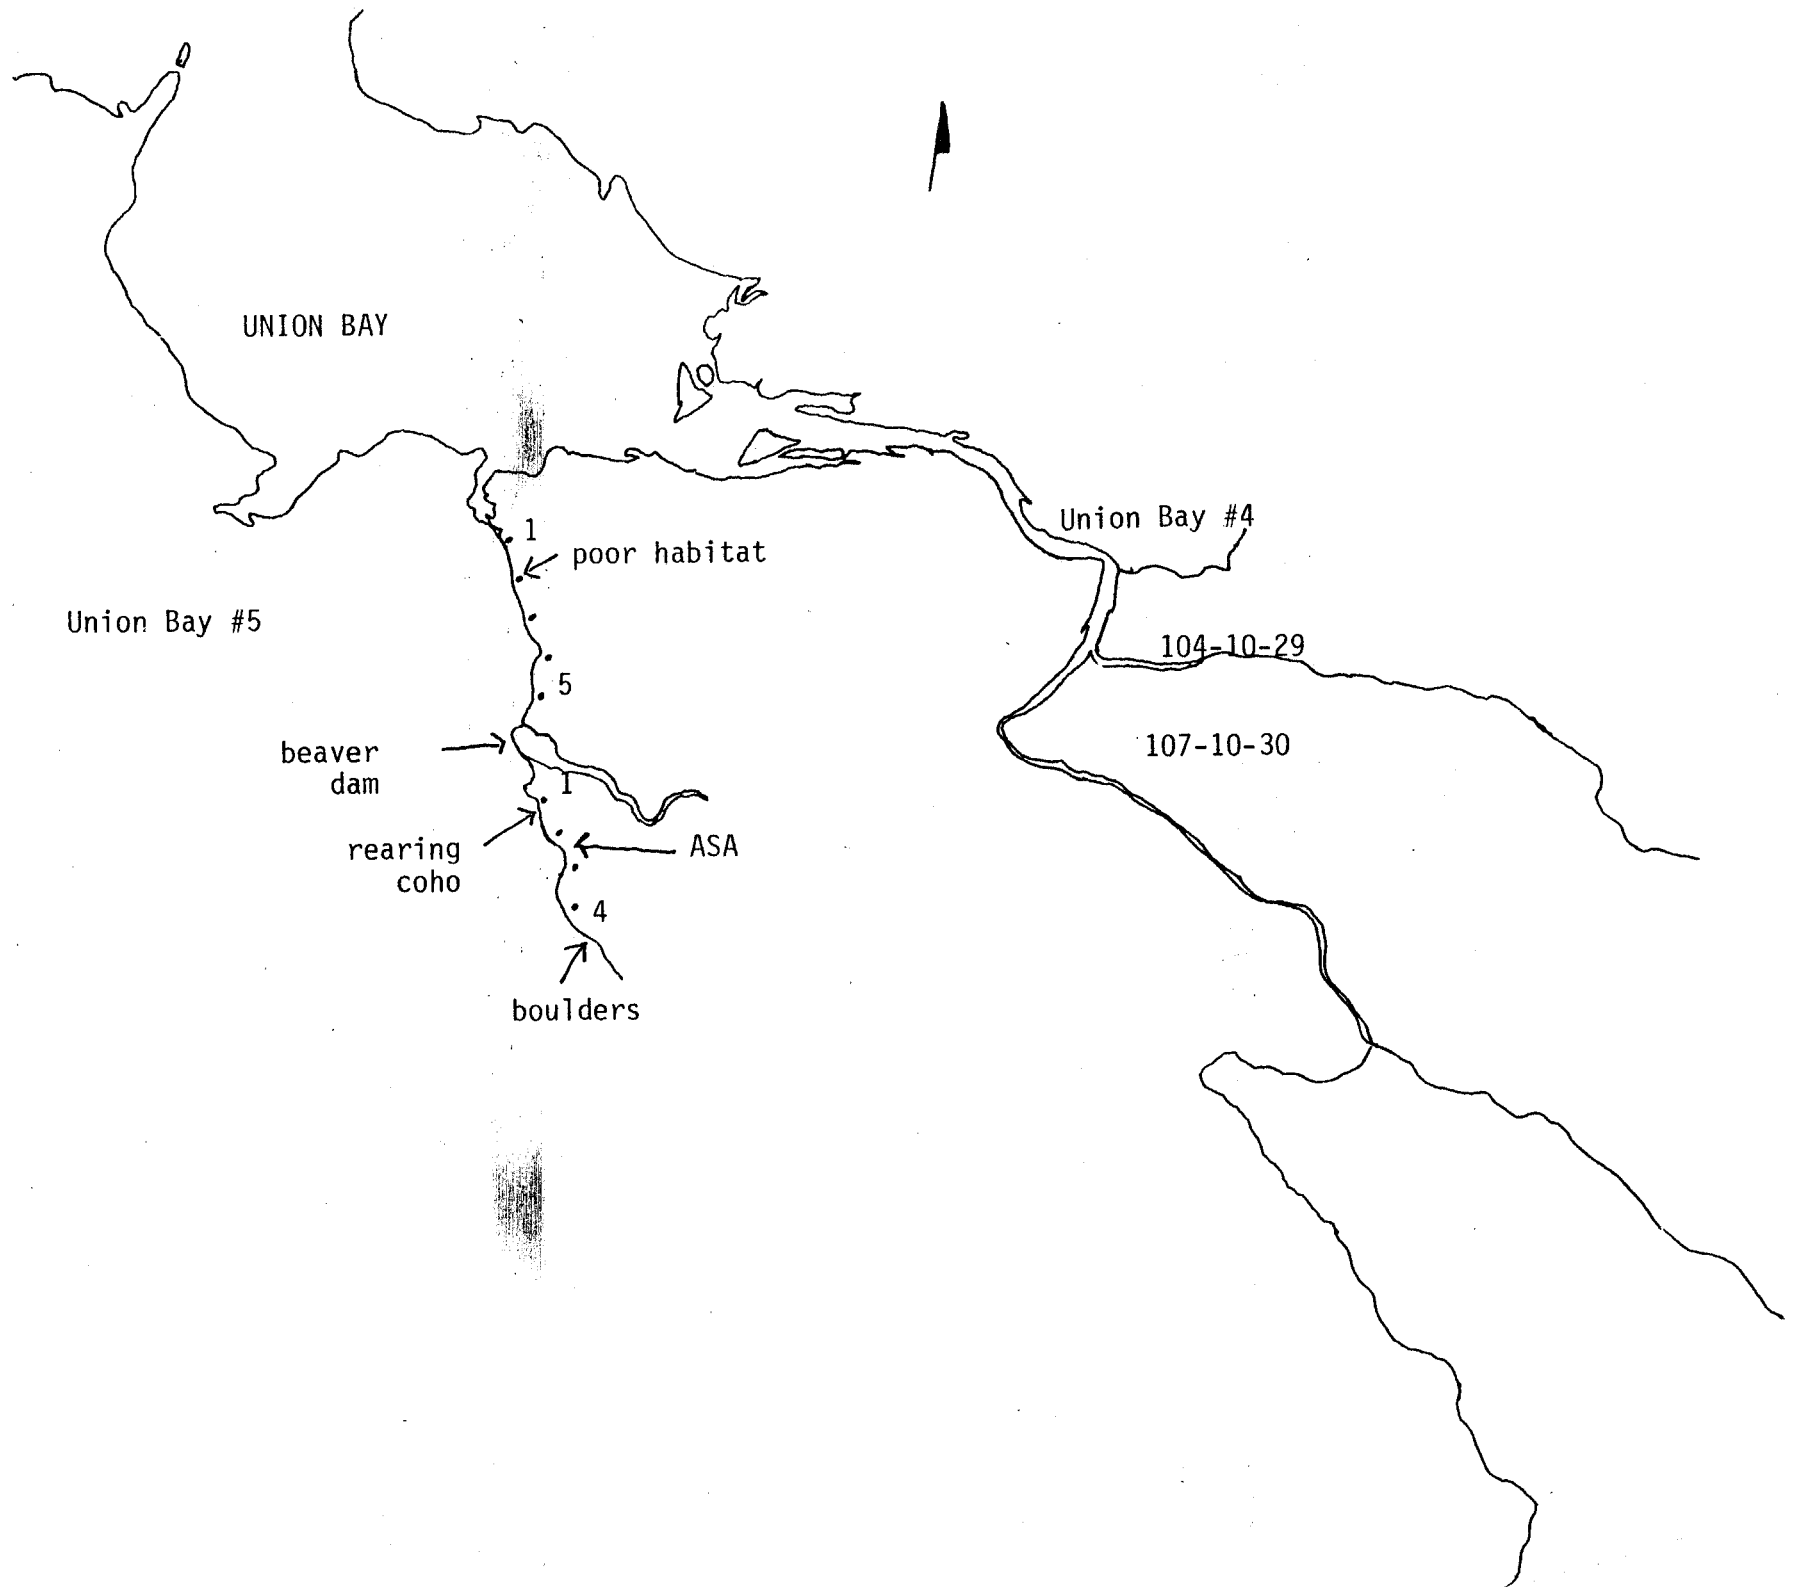 UNION BAY
Union Bay #4
1
poor habitat
Union Bay #5
104-10-29
5
107-10-30
beaver
dam
1
rearing
coho
ASA
4
boulders